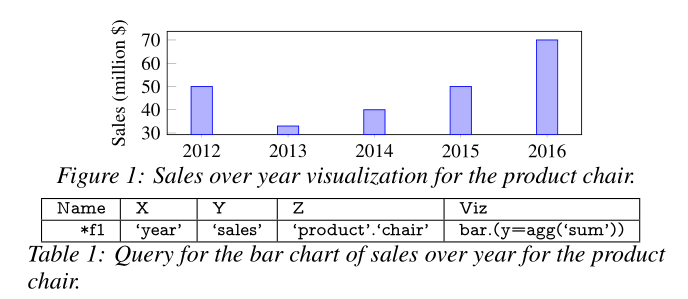 Sales (million $)
70
60
50
40
30
2012 2013 2014 2015 2016
Figure 1: Sales over year visualization for the product chair.
Name X Y Z Viz
*f1 ‘year’ ‘sales’ ‘product’.‘chair’ bar.(y=agg(‘sum’))
Table 1: Query for the bar chart of sales over year for the product
chair.